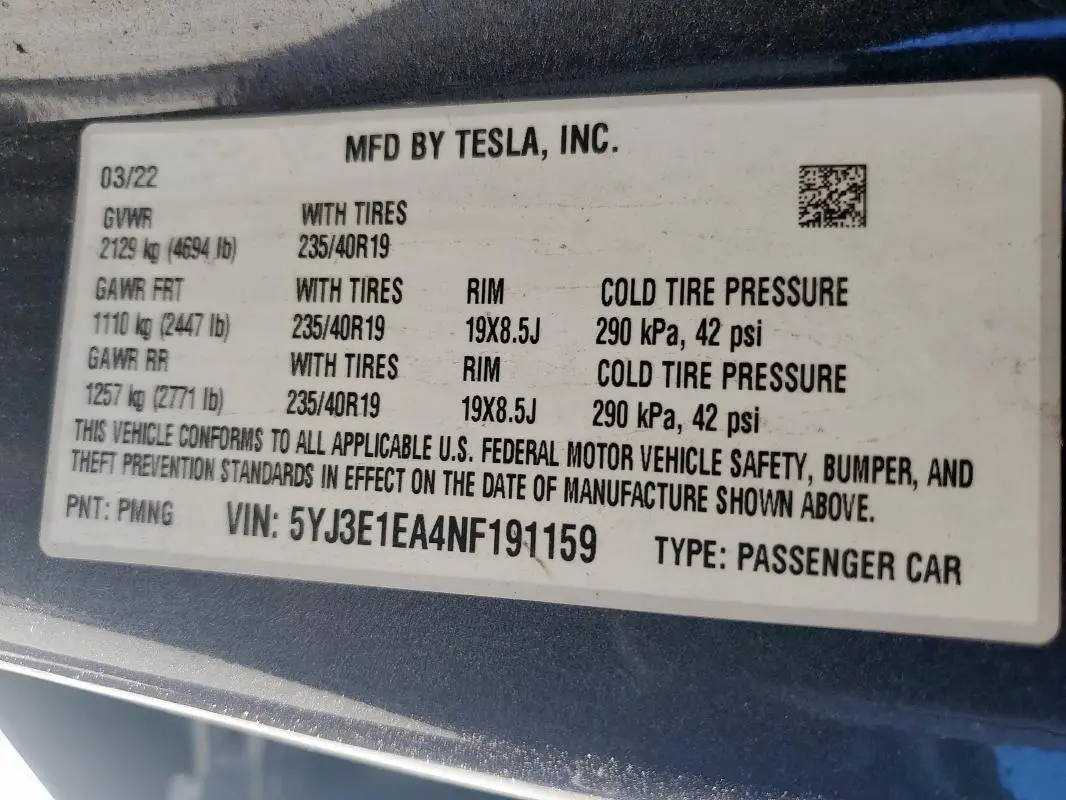 MFD BY TESLA, INC.
03/22
GVWR WITH TIRES
2129 kg (4694 lb) 235/40R19
GAWR FRT WITH TIRES RIM COLD TIRE PRESSURE
1110 kg (2447 lb) 235/40R19 19X8.5J 290 kPa, 42 psi
GAWR RR WITH TIRES RIM COLD TIRE PRESSURE
1257 kg (2771 lb) 235/40R19 19X8.5J 290 kPa, 42 psi
THIS VEHICLE CONFORMS TO ALL APPLICABLE U.S. FEDERAL MOTOR VEHICLE SAFETY, BUMPER, AND
THEFT PREVENTION STANDARDS IN EFFECT ON THE DATE OF MANUFACTURE SHOWN ABOVE.
PNT: PMNG VIN: 5YJ3E1EA4NF191159 TYPE: PASSENGER CAR